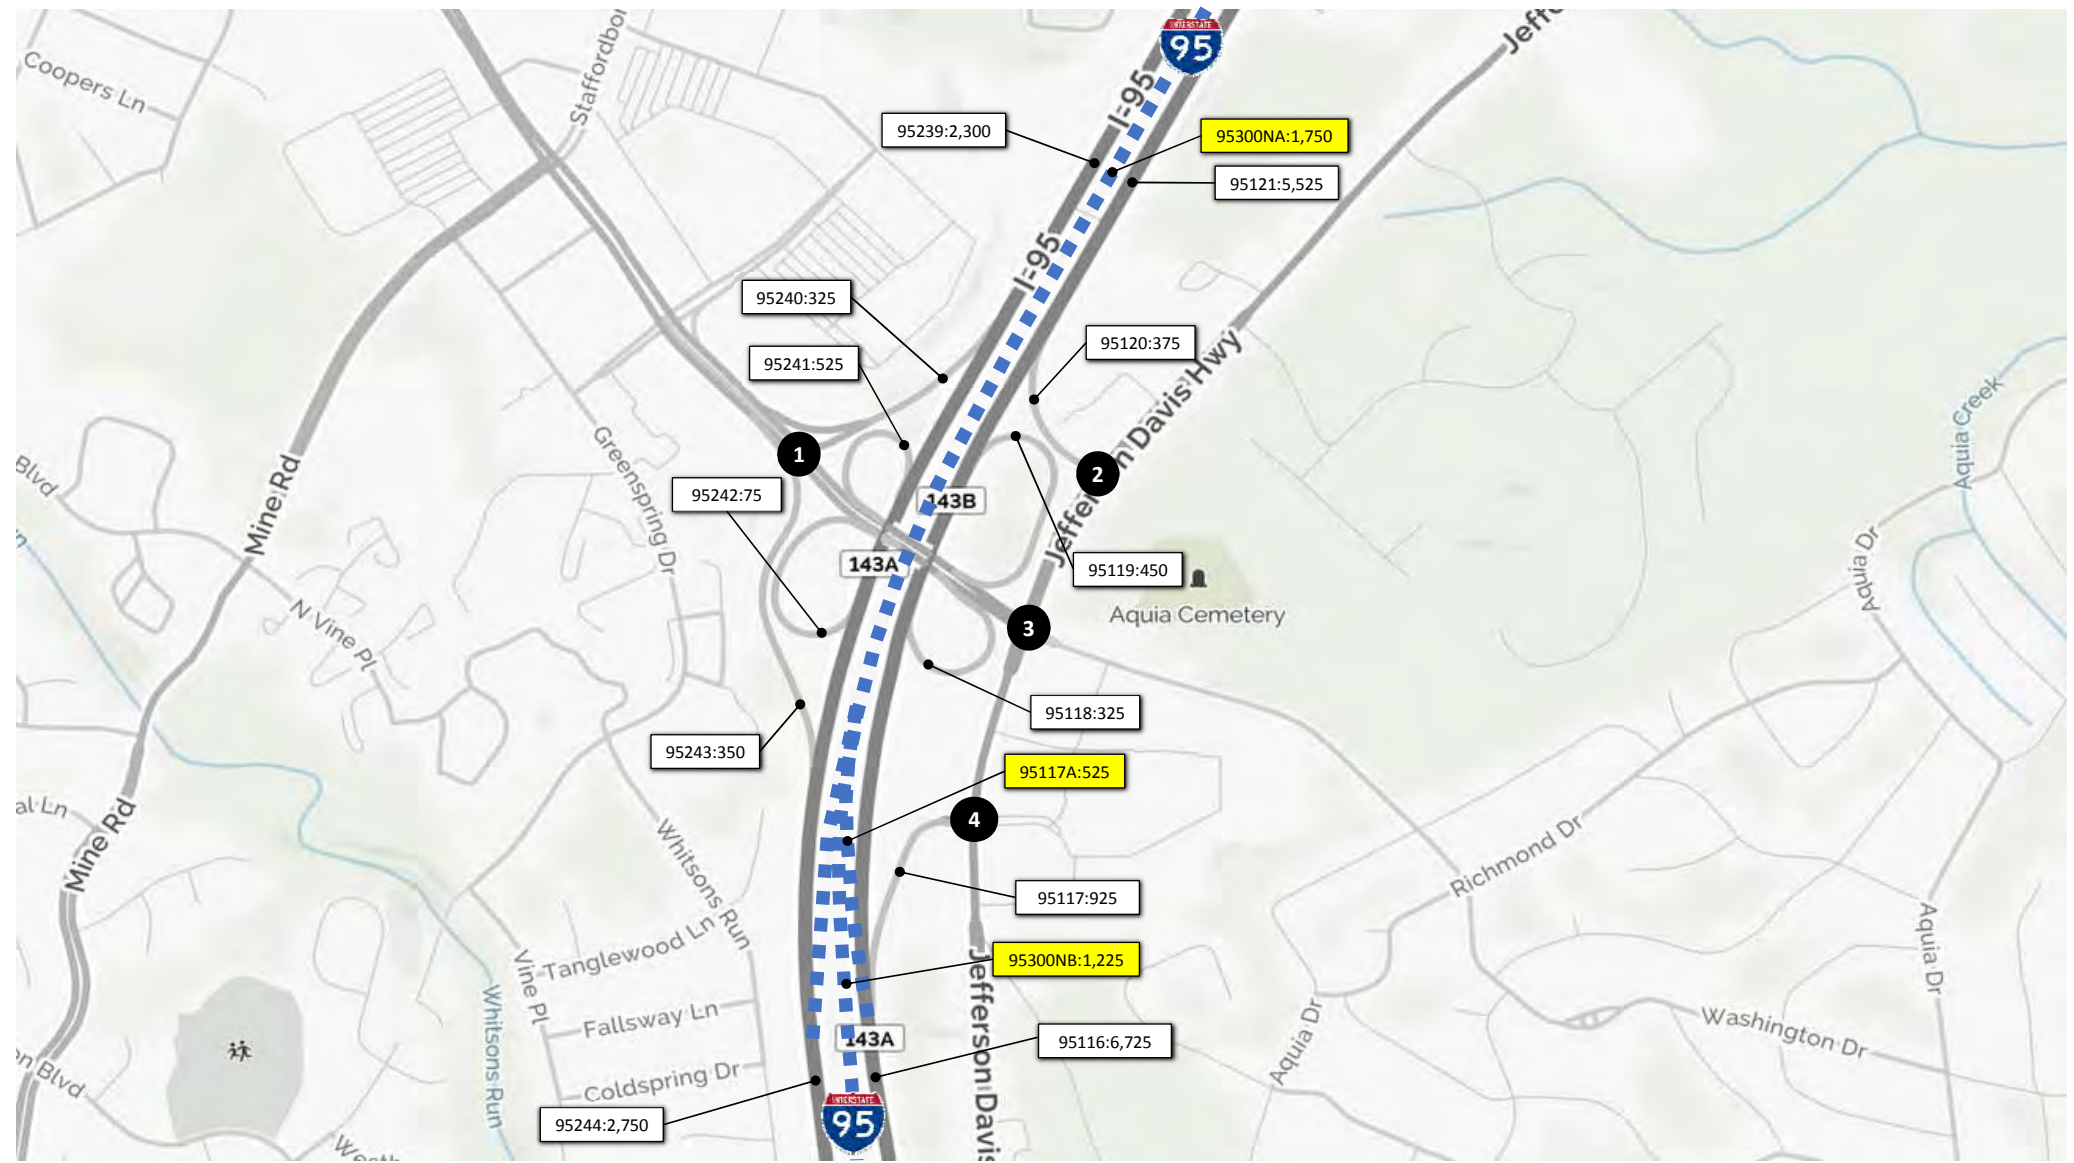 INTERSTATE
95
Jeffe
Coopers Ln
Staffordbo
I-95
95239:2,300
95300NA:1,750
95121:5,525
I-95
95240:325
95120:375
95241:525
Jefferson Davis Hwy
Aquia Creek
Greenspring Dr
1
2
Blvd
Mine Rd
95242:75
143B
143A
95119:450
Aquia Dr
Aquia Cemetery
N Vine Pl
3
95118:325
95243:350
95117A:525
al Ln
Mine Rd
Whitsons Run
4
Richmond Dr
95117:925
Tanglewood Ln
Vine Pl
95300NB:1,225
Aquia Dr
Whitsons Run
Fallsway Ln
143A
95116:6,725
Jefferson Davis
Aquia Dr
Washington Dr
on Blvd
Coldspring Dr
95244:2,750
INTERSTATE
95